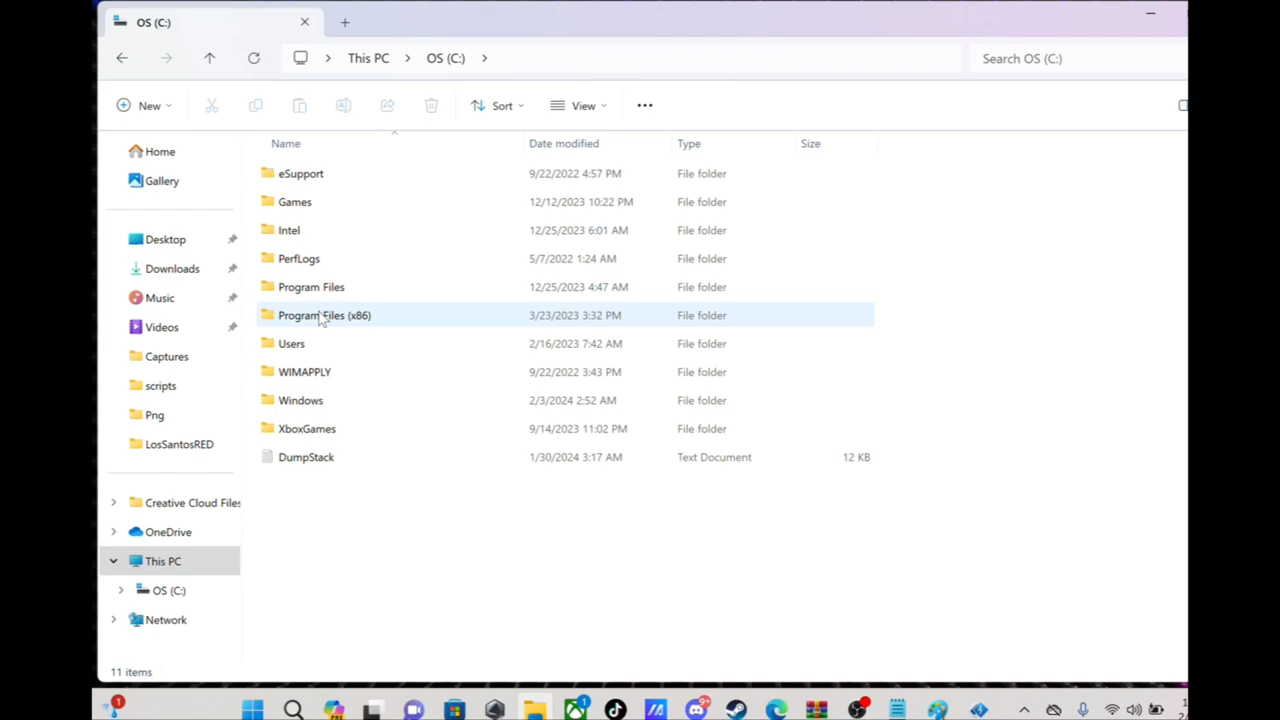 OS (C:)
This PC > OS (C:) >
Search OS (C:)
New
Sort
View
Name
Date modified
Type
Size
Home
Gallery
Desktop
Downloads
Music
Videos
Captures
scripts
Png
LosSantosRED
Creative Cloud Files
OneDrive
This PC
OS (C:)
Network
eSupport 9/22/2022 4:57 PM File folder
Games 12/12/2023 10:22 PM File folder
Intel 12/25/2023 6:01 AM File folder
PerfLogs 5/7/2022 1:24 AM File folder
Program Files 12/25/2023 4:47 AM File folder
Program Files (x86) 3/23/2023 3:32 PM File folder
Users 2/16/2023 7:42 AM File folder
WIMAPPLY 9/22/2022 3:43 PM File folder
Windows 2/3/2024 2:52 AM File folder
XboxGames 9/14/2023 11:02 PM File folder
DumpStack 1/30/2024 3:17 AM Text Document 12 KB
11 items
1
1
9+